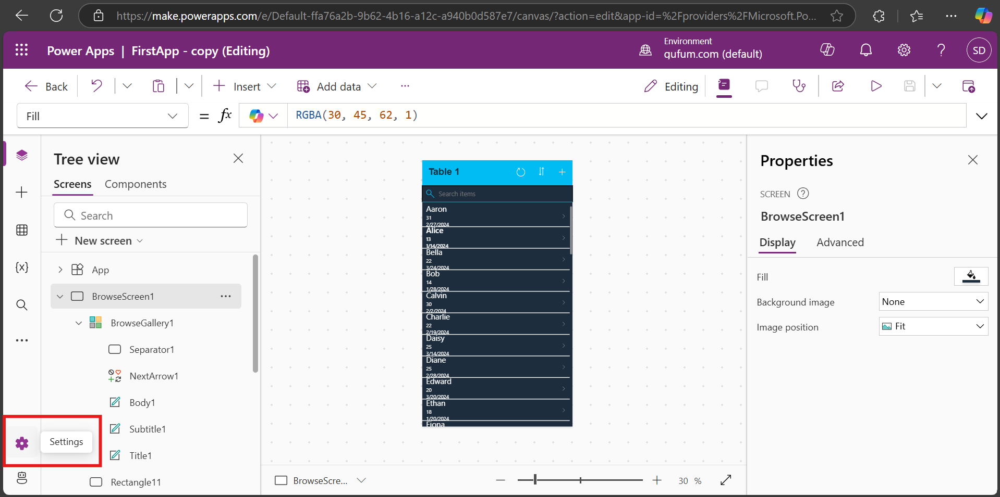 https://make.powerapps.com/e/Default-ffa76a2b-9b62-4b16-a12c-a940b0d587e7/canvas/?action=edit&app-id=%2Fproviders%2FMicrosoft.Po...
Power Apps | FirstApp - copy (Editing)
Environment
gufum.com (default)
SD
Back
Insert
Add data
Editing
Fill
= fx
RGBA(30, 45, 62, 1)
Tree view
Screens
Components
Search
New screen
App
BrowseScreen1
BrowseGallery1
Separator1
NextArrow1
Body1
Subtitle1
Title1
Rectangle11
Settings
Table 1
Search items
Aaron
31
2/27/2024
Alice
13
1/14/2024
Bella
22
3/24/2024
Bob
14
1/28/2024
Calvin
30
2/2/2024
Charlie
22
2/19/2024
Daisy
25
3/14/2024
Diane
25
2/28/2024
Edward
20
3/20/2024
Ethan
18
1/20/2024
Fiona
BrowseScre...
30 %
Properties
SCREEN
BrowseScreen1
Display
Advanced
Fill
Background image
None
Image position
Fit